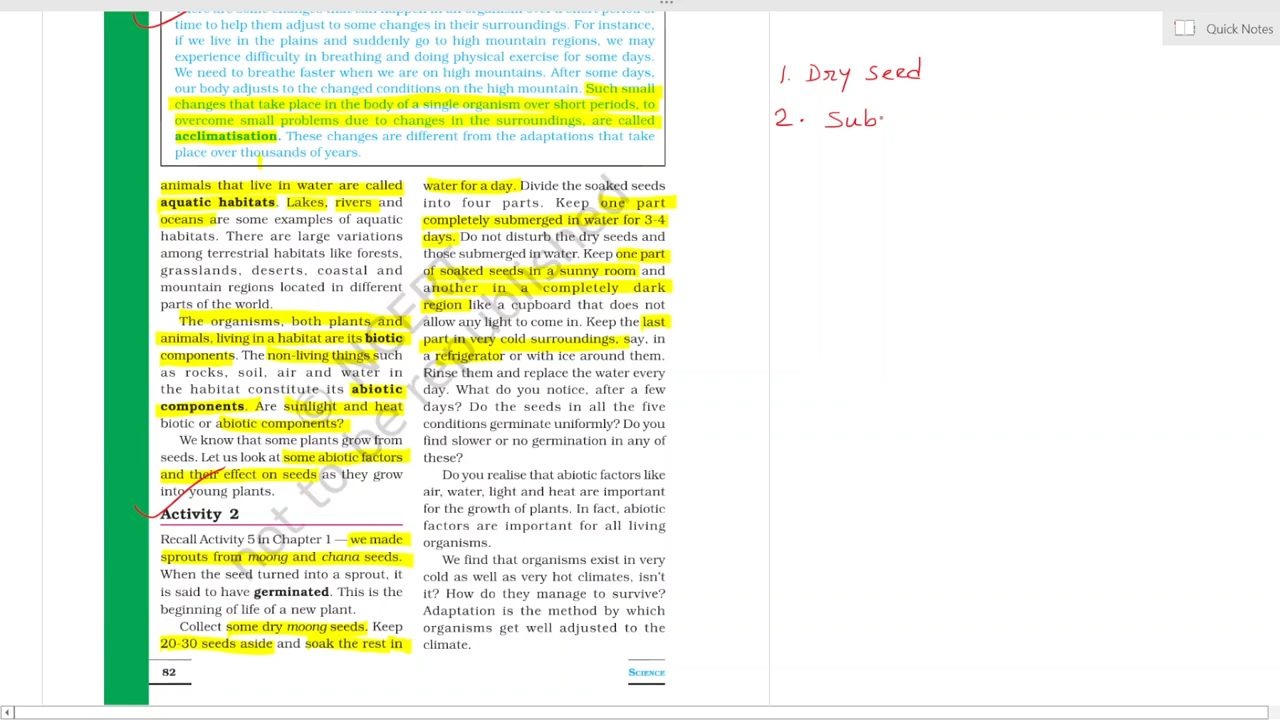 time to help them adjust to some changes in their surroundings. For instance,
if we live in the plains and suddenly go to high mountain regions, we may
experience difficulty in breathing and doing physical exercise for some days.
We need to breathe faster when we are on high mountains. After some days,
our body adjusts to the changed conditions on the high mountain. Such small
changes that take place in the body of a single organism over short periods, to
overcome small problems due to changes in the surroundings, are called
acclimatisation. These changes are different from the adaptations that take
place over thousands of years.
animals that live in water are called
aquatic habitats. Lakes, rivers and
oceans are some examples of aquatic
habitats. There are large variations
among terrestrial habitats like forests,
grasslands, deserts, coastal and
mountain regions located in different
parts of the world.
The organisms, both plants and
animals, living in a habitat are its biotic
components. The non-living things such
as rocks, soil, air and water in
the habitat constitute its abiotic
components. Are sunlight and heat
biotic or abiotic components?
We know that some plants grow from
seeds. Let us look at some abiotic factors
and their effect on seeds as they grow
into young plants.
Activity 2
Recall Activity 5 in Chapter 1 — we made
sprouts from moong and chana seeds.
When the seed turned into a sprout, it
is said to have germinated. This is the
beginning of life of a new plant.
Collect some dry moong seeds. Keep
20-30 seeds aside and soak the rest in
water for a day. Divide the soaked seeds
into four parts. Keep one part
completely submerged in water for 3-4
days. Do not disturb the dry seeds and
those submerged in water. Keep one part
of soaked seeds in a sunny room and
another in a completely dark
region like a cupboard that does not
allow any light to come in. Keep the last
part in very cold surroundings, say, in
a refrigerator or with ice around them.
Rinse them and replace the water every
day. What do you notice, after a few
days? Do the seeds in all the five
conditions germinate uniformly? Do you
find slower or no germination in any of
these?
Do you realise that abiotic factors like
air, water, light and heat are important
for the growth of plants. In fact, abiotic
factors are important for all living
organisms.
We find that organisms exist in very
cold as well as very hot climates, isn't
it? How do they manage to survive?
Adaptation is the method by which
organisms get well adjusted to the
climate.
82
SCIENCE
© NCERT
not to be republished
Quick Notes
1. Dry seed
2. Sub